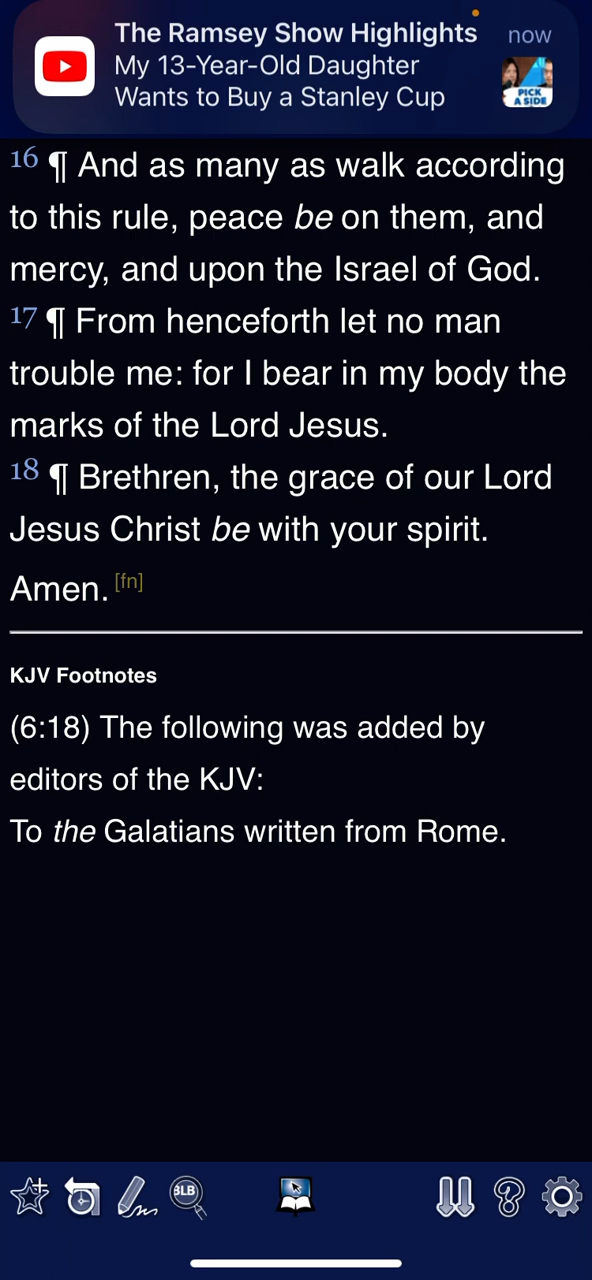 The Ramsey Show Highlights now
My 13-Year-Old Daughter
Wants to Buy a Stanley Cup
PICK
A SIDE
16 ¶ And as many as walk according
to this rule, peace be on them, and
mercy, and upon the Israel of God.
17 ¶ From henceforth let no man
trouble me: for I bear in my body the
marks of the Lord Jesus.
18 ¶ Brethren, the grace of our Lord
Jesus Christ be with your spirit.
Amen. [fn]
KJV Footnotes
(6:18) The following was added by
editors of the KJV:
To the Galatians written from Rome.
BLB